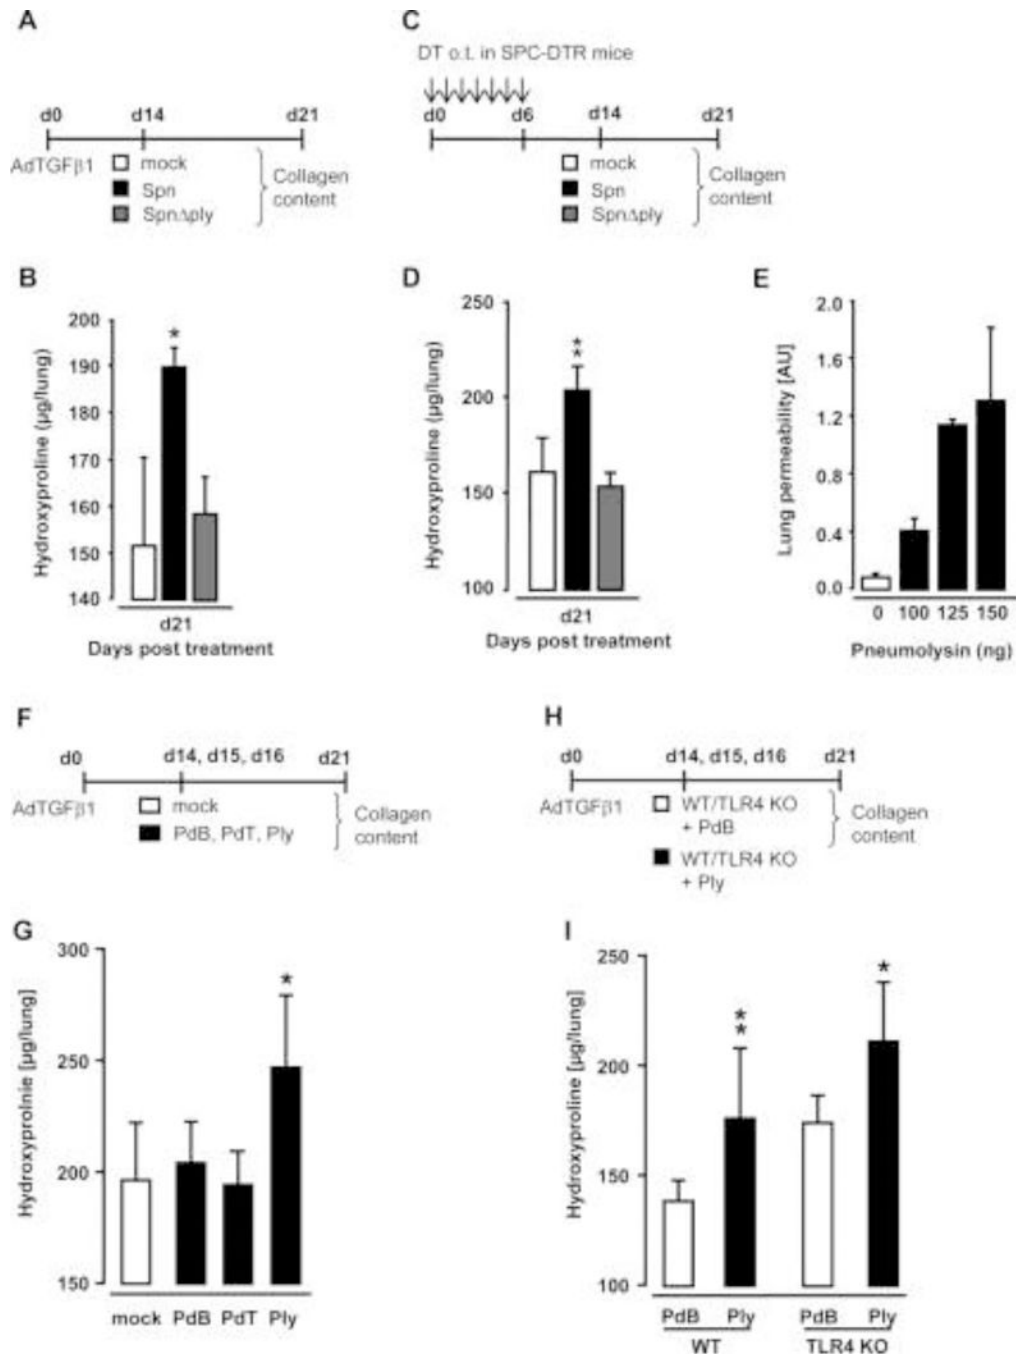 A
d0
d14
d21
AdTGFβ1
mock
Spn
SpnΔply
Collagen
content
C
DT o.t. in SPC-DTR mice
d0
d6
d14
d21
mock
Spn
SpnΔply
Collagen
content
B
Hydroxyproline (µg/lung)
200
190
180
170
160
150
140
*
d21
Days post treatment
D
Hydroxyproline (µg/lung)
250
200
150
100
**
d21
Days post treatment
E
Lung permeability [AU]
2.0
1.6
1.2
0.8
0.4
0.0
0 100 125 150
Pneumolysin (ng)
F
d0
d14, d15, d16
d21
AdTGFβ1
mock
PdB, PdT, Ply
Collagen
content
H
d0
d14, d15, d16
d21
AdTGFβ1
WT/TLR4 KO
+ PdB
WT/TLR4 KO
+ Ply
Collagen
content
G
Hydroxyprolnie [µg/lung]
300
250
200
150
*
mock PdB PdT Ply
I
Hydroxyproline [µg/lung]
250
200
150
100
**
*
PdB Ply PdB Ply
WT TLR4 KO